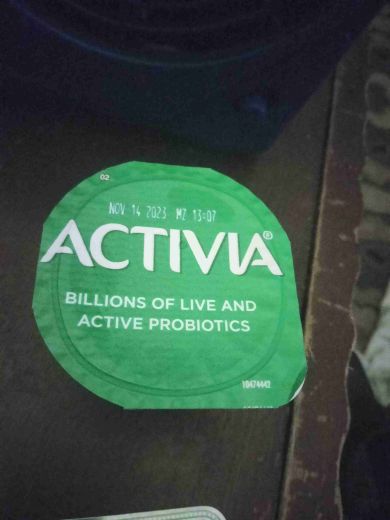 02
NOV 14 2023 MZ 13:07
ACTIVIA®
BILLIONS OF LIVE AND
ACTIVE PROBIOTICS
10474442